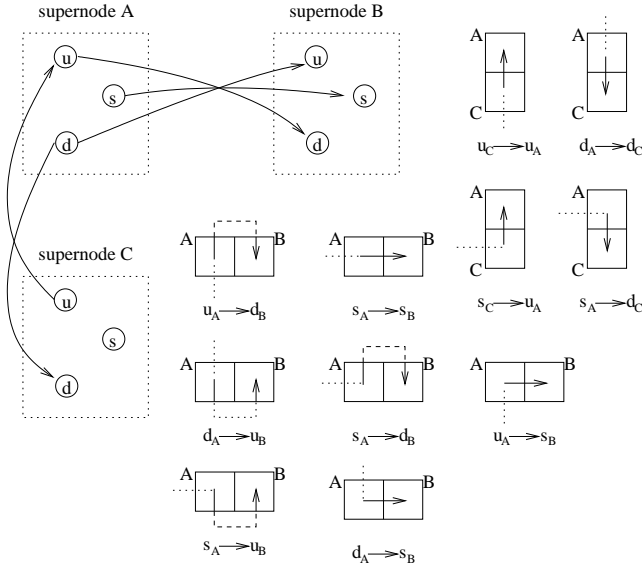 supernode A
supernode B
u
s
d
u
s
d
A
C
u_C → u_A
A
C
d_A → d_C
supernode C
u
s
d
A B
u_A → d_B
A B
s_A → s_B
A
C
s_C → u_A
A
C
s_A → d_C
A B
d_A → u_B
A B
s_A → d_B
A B
u_A → s_B
A B
s_A → u_B
A B
d_A → s_B